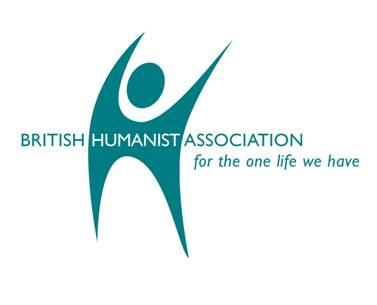 BRITISH HUMANIST ASSOCIATION
for the one life we have